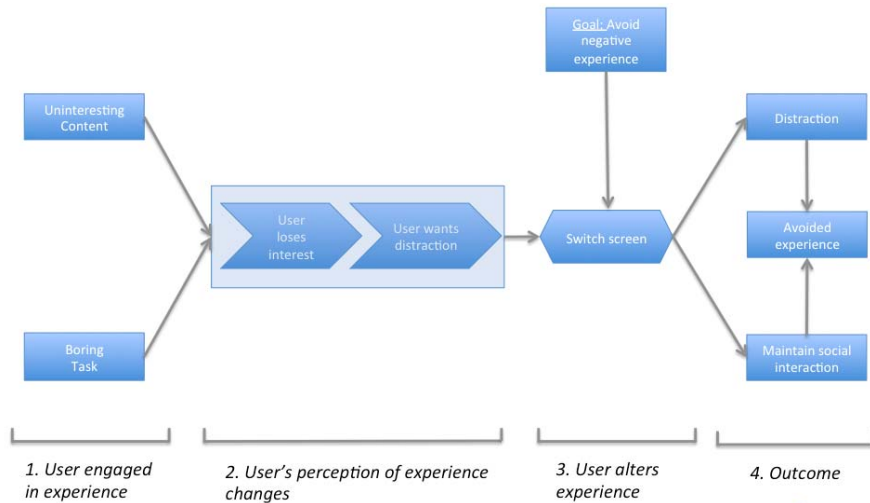 Goal: Avoid
negative
experience
Uninteresting
Content
Distraction
User
loses
interest
User wants
distraction
Switch screen
Avoided
experience
Boring
Task
Maintain social
interaction
1. User engaged
in experience
2. User's perception of experience
changes
3. User alters
experience
4. Outcome